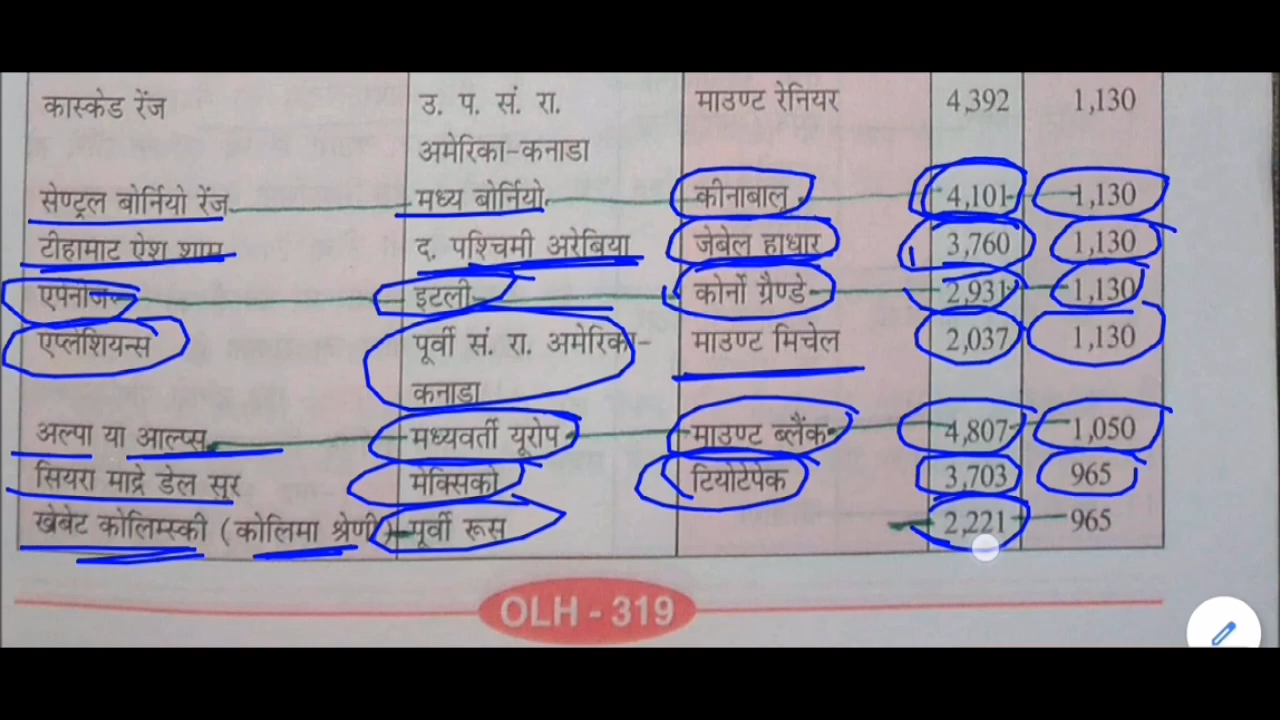 कास्केड रेंज उ. प. सं. रा. माउण्ट रेनियर 4,392 1,130
अमेरिका-कनाडा
सेण्ट्रल बोर्नियो रेंज मध्य बोर्नियो कीनाबालू 4,101 1,130
टीहामाट ऐश शाम द. पश्चिमी अरेबिया जेबेल हाधार 3,760 1,130
एपेनीज इटली कोर्नो ग्रैण्डे 2,931 1,130
एप्लेशियन्स पूर्वी सं. रा. अमेरिका- माउण्ट मिचेल 2,037 1,130
कनाडा
अल्पा या आल्प्स मध्यवर्ती यूरोप माउण्ट ब्लैंक 4,807 1,050
सियरा माद्रे डेल सूर मेक्सिको टियोटेपेक 3,703 965
खेबेट कोलिम्स्की (कोलिमा श्रेणी) पूर्वी रूस 2,221 965
OLH - 319